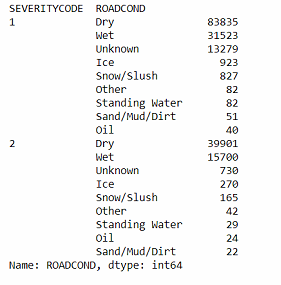 SEVERITYCODE  ROADCOND
1             Dry               83835
              Wet               31523
              Unknown           13279
              Ice                 923
              Snow/Slush          827
              Other                82
              Standing Water       82
              Sand/Mud/Dirt        51
              Oil                  40
2             Dry               39901
              Wet               15700
              Unknown             730
              Ice                 270
              Snow/Slush          165
              Other                42
              Standing Water       29
              Oil                  24
              Sand/Mud/Dirt        22
Name: ROADCOND, dtype: int64